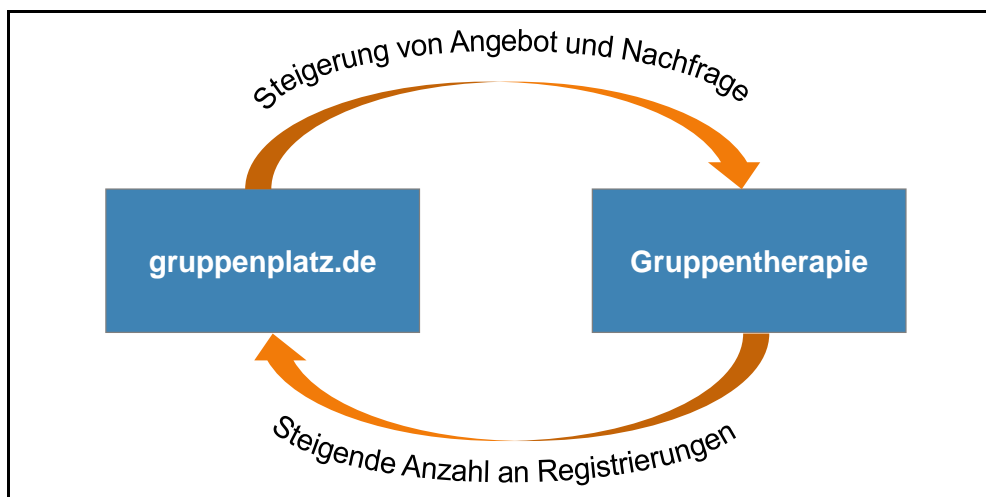 Steigerung von Angebot und Nachfrage
gruppenplatz.de
Gruppentherapie
Steigende Anzahl an Registrierungen